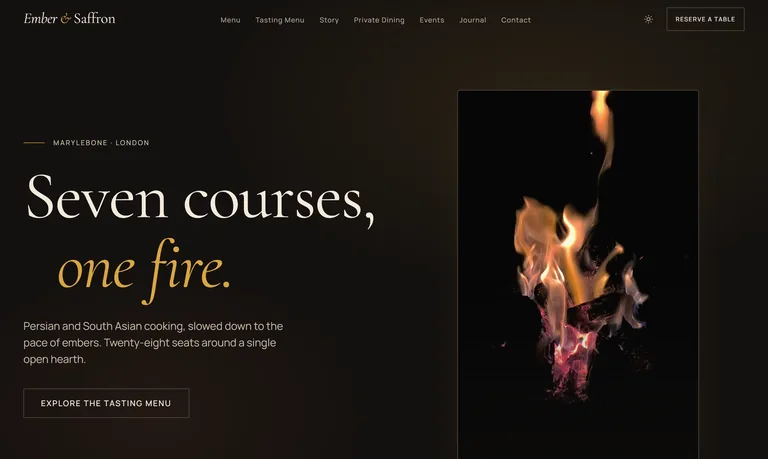 Ember & Saffron
Menu Tasting Menu Story Private Dining Events Journal Contact
RESERVE A TABLE
MARYLEBONE · LONDON
Seven courses,
one fire.
Persian and South Asian cooking, slowed down to the
pace of embers. Twenty-eight seats around a single
open hearth.
EXPLORE THE TASTING MENU